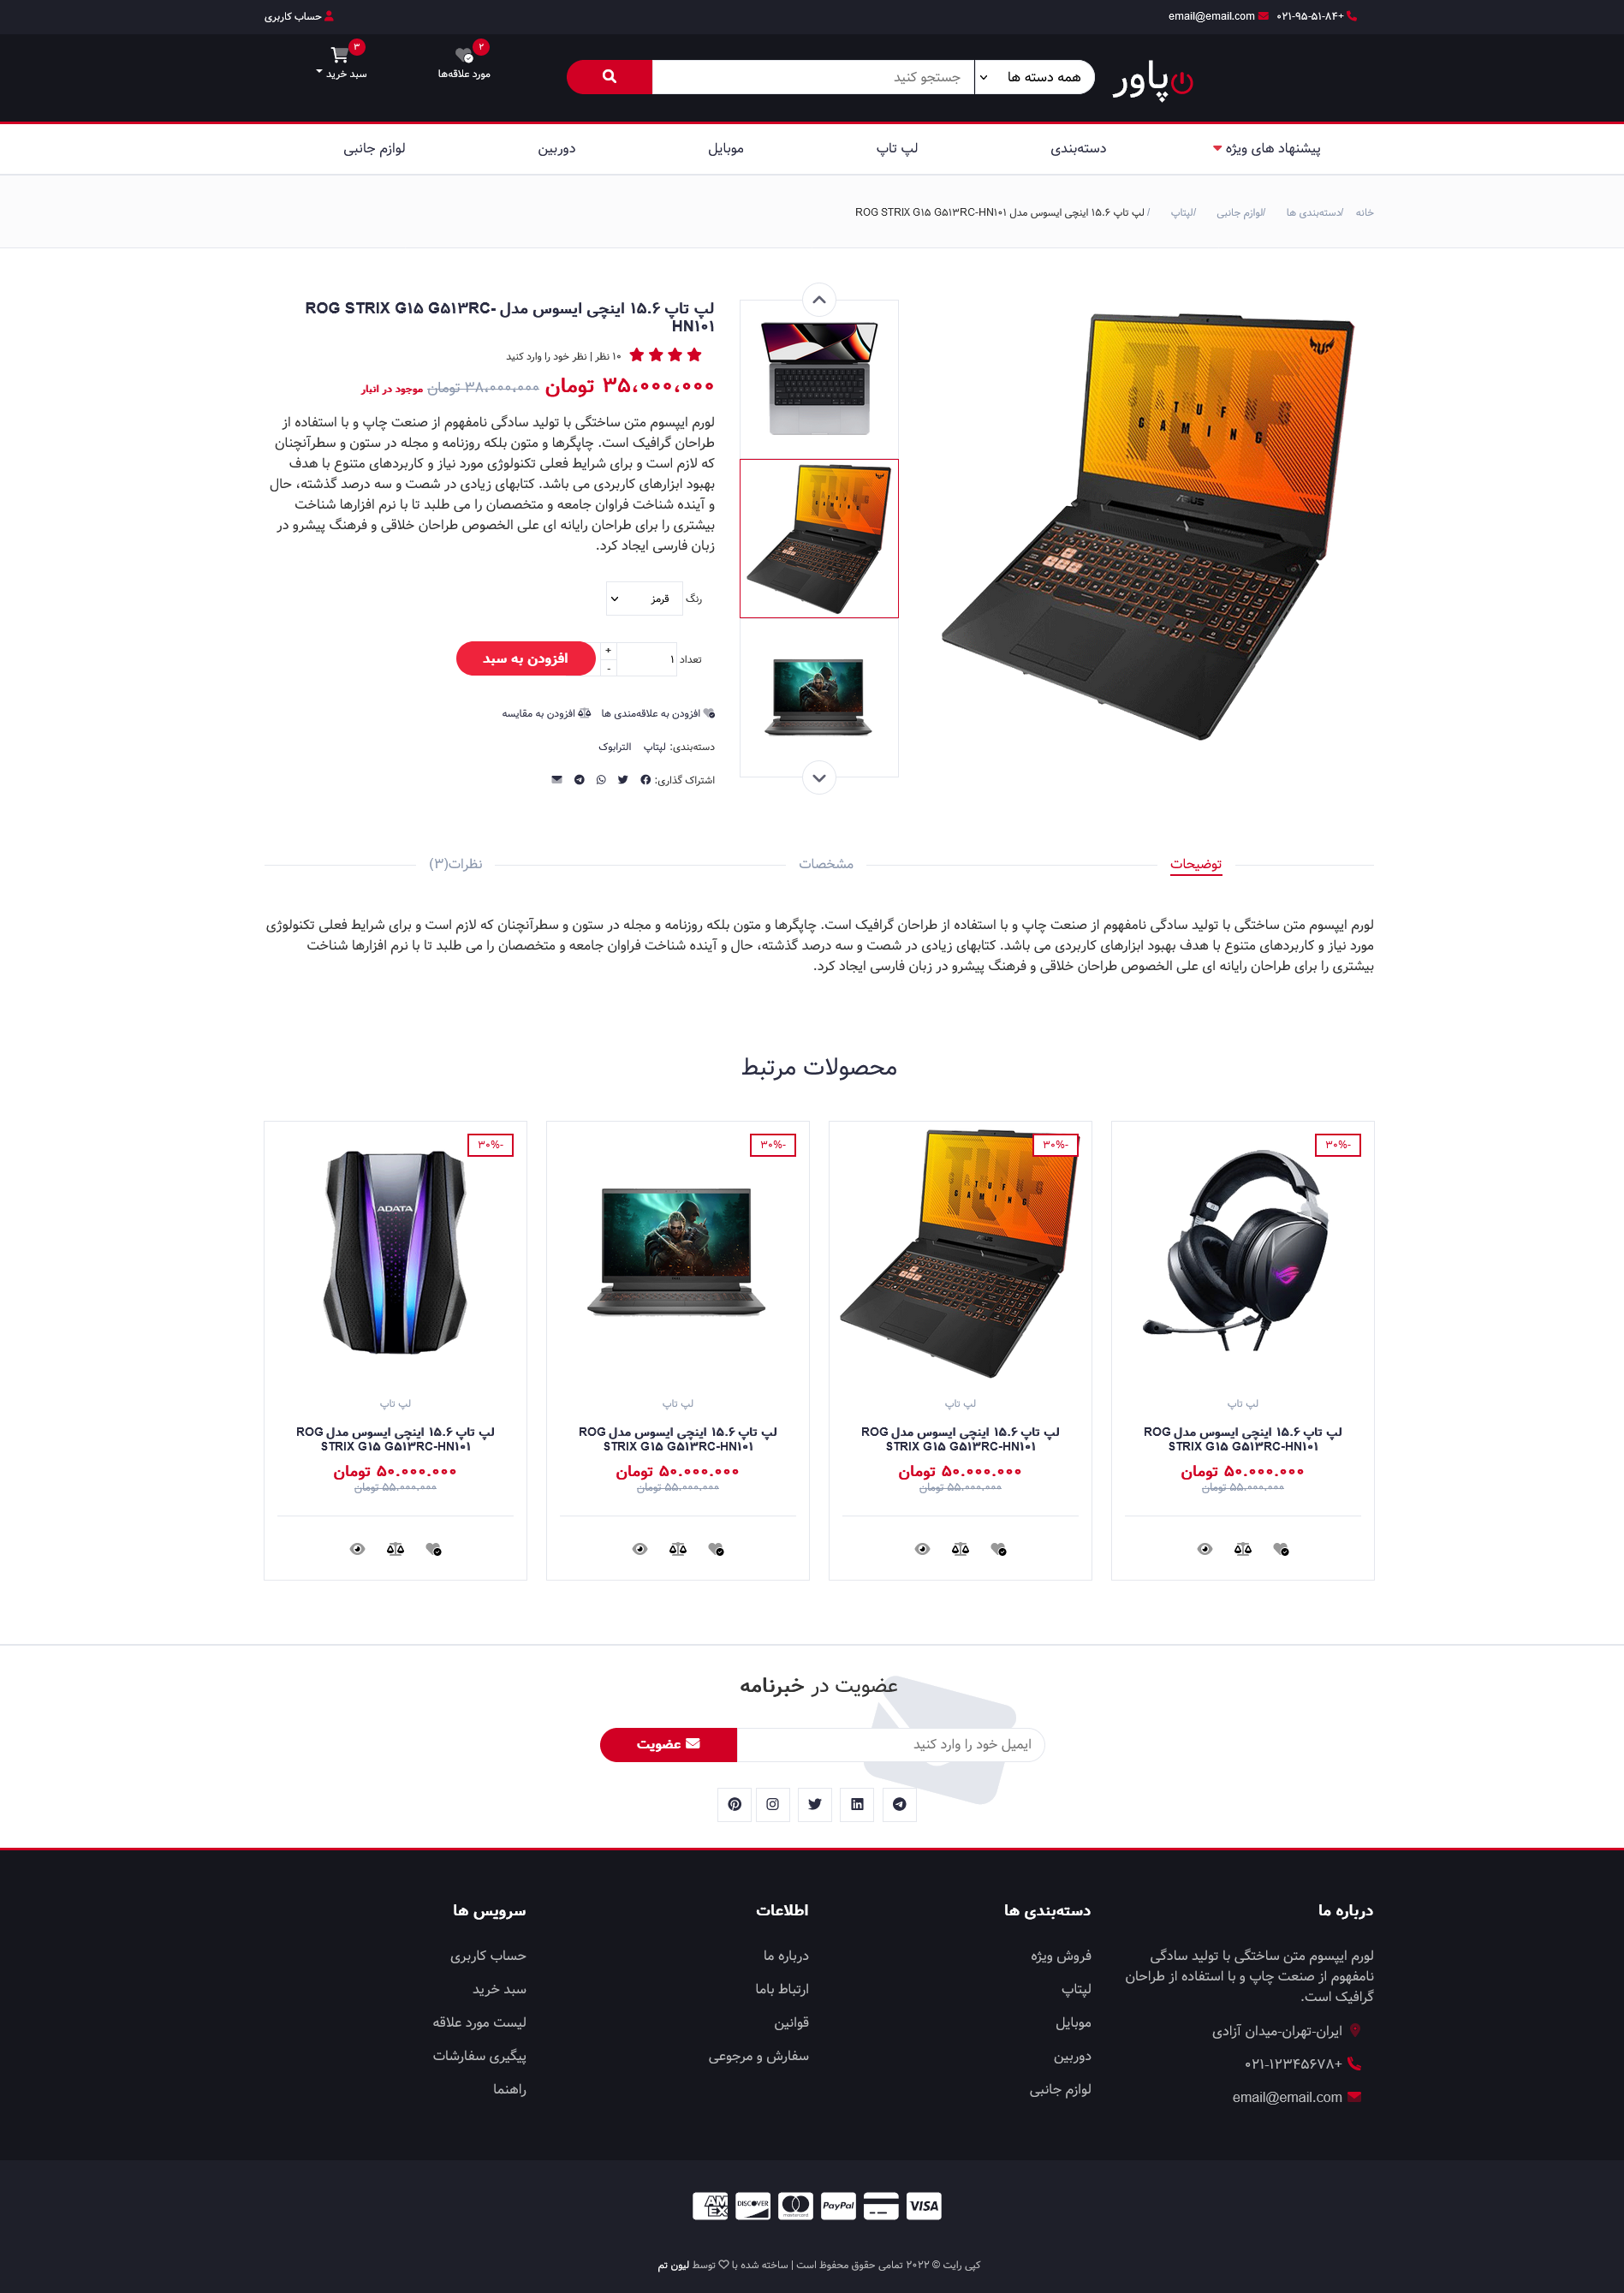 +۰۲۱-۹۵-۵۱-۸۴ email@email.com
حساب کاربری
پاور
همه دسته ها
جستجو کنید
۲
مورد علاقه‌ها
۳
سبد خرید
پیشنهاد های ویژه
دسته‌بندی
لپ تاپ
موبایل
دوربین
لوازم جانبی
خانه /دسته‌بندی ها /لوازم جانبی /لپتاپ / لپ تاپ ۱۵.۶ اینچی ایسوس مدل ROG STRIX G۱۵ G۵۱۳RC-HN۱۰۱
TUF
GAMING
ASUS
لپ تاپ ۱۵.۶ اینچی ایسوس مدل ROG STRIX G۱۵ G۵۱۳RC-
HN۱۰۱
۱۰ نظر | نظر خود را وارد کنید
۳۵،۰۰۰،۰۰۰ تومان ۳۸،۰۰۰،۰۰۰ تومان موجود در انبار
لورم ایپسوم متن ساختگی با تولید سادگی نامفهوم از صنعت چاپ و با استفاده از
طراحان گرافیک است. چاپگرها و متون بلکه روزنامه و مجله در ستون و سطرآنچنان
که لازم است و برای شرایط فعلی تکنولوژی مورد نیاز و کاربردهای متنوع با هدف
بهبود ابزارهای کاربردی می باشد. کتابهای زیادی در شصت و سه درصد گذشته، حال
و آینده شناخت فراوان جامعه و متخصصان را می طلبد تا با نرم افزارها شناخت
بیشتری را برای طراحان رایانه ای علی الخصوص طراحان خلاقی و فرهنگ پیشرو در
زبان فارسی ایجاد کرد.
رنگ قرمز
تعداد ۱ + - افزودن به سبد
افزودن به علاقه‌مندی ها افزودن به مقایسه
دسته‌بندی: لپتاپ الترابوک
اشتراک گذاری:
توضیحات
مشخصات
نظرات(۳)
لورم ایپسوم متن ساختگی با تولید سادگی نامفهوم از صنعت چاپ و با استفاده از طراحان گرافیک است. چاپگرها و متون بلکه روزنامه و مجله در ستون و سطرآنچنان که لازم است و برای شرایط فعلی تکنولوژی
مورد نیاز و کاربردهای متنوع با هدف بهبود ابزارهای کاربردی می باشد. کتابهای زیادی در شصت و سه درصد گذشته، حال و آینده شناخت فراوان جامعه و متخصصان را می طلبد تا با نرم افزارها شناخت
بیشتری را برای طراحان رایانه ای علی الخصوص طراحان خلاقی و فرهنگ پیشرو در زبان فارسی ایجاد کرد.
محصولات مرتبط
-۳۰%
لپ تاپ
لپ تاپ ۱۵.۶ اینچی ایسوس مدل ROG
STRIX G۱۵ G۵۱۳RC-HN۱۰۱
۵۰.۰۰۰.۰۰۰ تومان
۵۵.۰۰۰.۰۰۰ تومان
-۳۰%
TUF
GAMING
ASUS
لپ تاپ
لپ تاپ ۱۵.۶ اینچی ایسوس مدل ROG
STRIX G۱۵ G۵۱۳RC-HN۱۰۱
۵۰.۰۰۰.۰۰۰ تومان
۵۵.۰۰۰.۰۰۰ تومان
-۳۰%
لپ تاپ
لپ تاپ ۱۵.۶ اینچی ایسوس مدل ROG
STRIX G۱۵ G۵۱۳RC-HN۱۰۱
۵۰.۰۰۰.۰۰۰ تومان
۵۵.۰۰۰.۰۰۰ تومان
-۳۰%
ADATA
لپ تاپ
لپ تاپ ۱۵.۶ اینچی ایسوس مدل ROG
STRIX G۱۵ G۵۱۳RC-HN۱۰۱
۵۰.۰۰۰.۰۰۰ تومان
۵۵.۰۰۰.۰۰۰ تومان
عضویت در خبرنامه
ایمیل خود را وارد کنید
عضویت
درباره ما
لورم ایپسوم متن ساختگی با تولید سادگی
نامفهوم از صنعت چاپ و با استفاده از طراحان
گرافیک است.
ایران-تهران-میدان آزادی
+۰۲۱-۱۲۳۴۵۶۷۸
email@email.com
دسته‌بندی ها
فروش ویژه
لپتاپ
موبایل
دوربین
لوازم جانبی
اطلاعات
درباره ما
ارتباط باما
قوانین
سفارش و مرجوعی
سرویس ها
حساب کاربری
سبد خرید
لیست مورد علاقه
پیگیری سفارشات
راهنما
VISA
PayPal
mastercard
DISCOVER
AM
EX
کپی رایت © ۲۰۲۲ تمامی حقوق محفوظ است | ساخته شده با توسط لیون تم